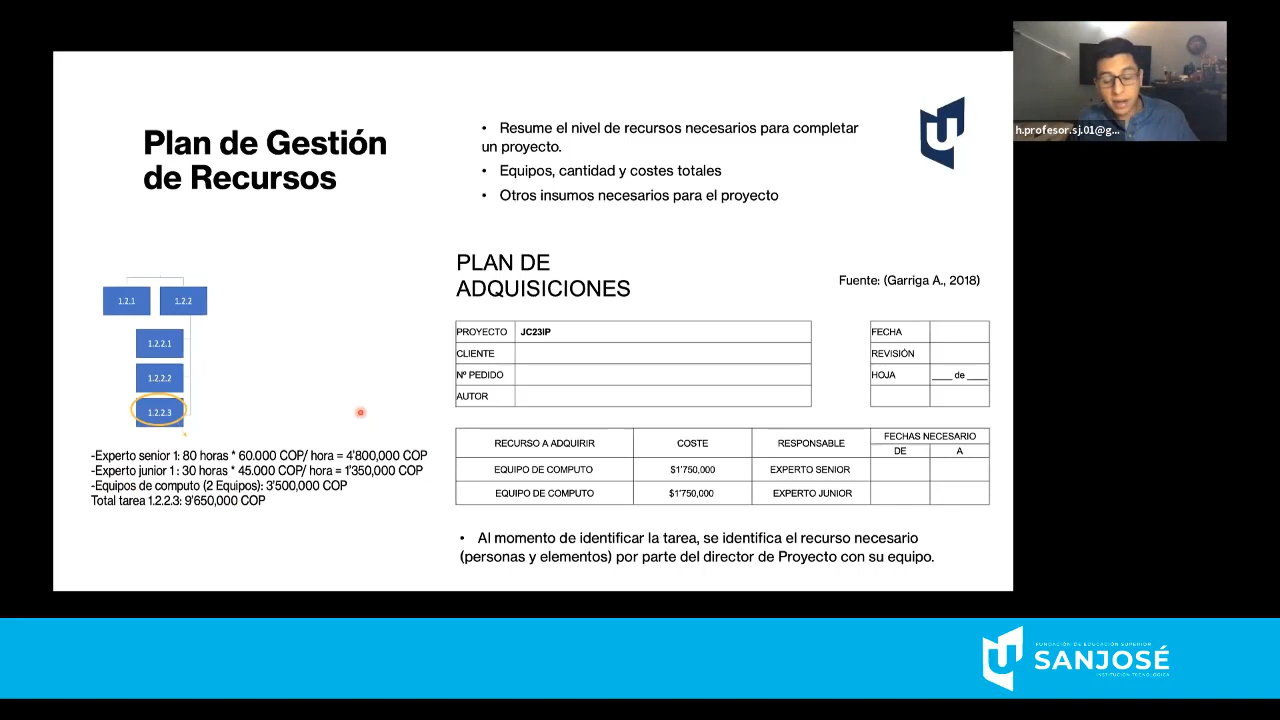 Plan de Gestión
de Recursos
• Resume el nivel de recursos necesarios para completar
un proyecto.
• Equipos, cantidad y costes totales
• Otros insumos necesarios para el proyecto
h.profesor.sj.01@g...
1.2.1 1.2.2
1.2.2.1
1.2.2.2
1.2.2.3
-Experto senior 1: 80 horas * 60.000 COP/ hora = 4'800,000 COP
-Experto junior 1 : 30 horas * 45.000 COP/ hora = 1'350,000 COP
-Equipos de computo (2 Equipos): 3'500,000 COP
Total tarea 1.2.2.3: 9'650,000 COP
PLAN DE
ADQUISICIONES
Fuente: (Garriga A., 2018)
PROYECTO JC23IP
CLIENTE
Nº PEDIDO
AUTOR
FECHA
REVISIÓN
HOJA ____ de ____
RECURSO A ADQUIRIR COSTE RESPONSABLE FECHAS NECESARIO
DE A
EQUIPO DE COMPUTO $1'750,000 EXPERTO SENIOR
EQUIPO DE COMPUTO $1'750,000 EXPERTO JUNIOR
• Al momento de identificar la tarea, se identifica el recurso necesario
(personas y elementos) por parte del director de Proyecto con su equipo.
FUNDACIÓN DE EDUCACIÓN SUPERIOR
SANJOSÉ
INSTITUCIÓN TECNOLÓGICA